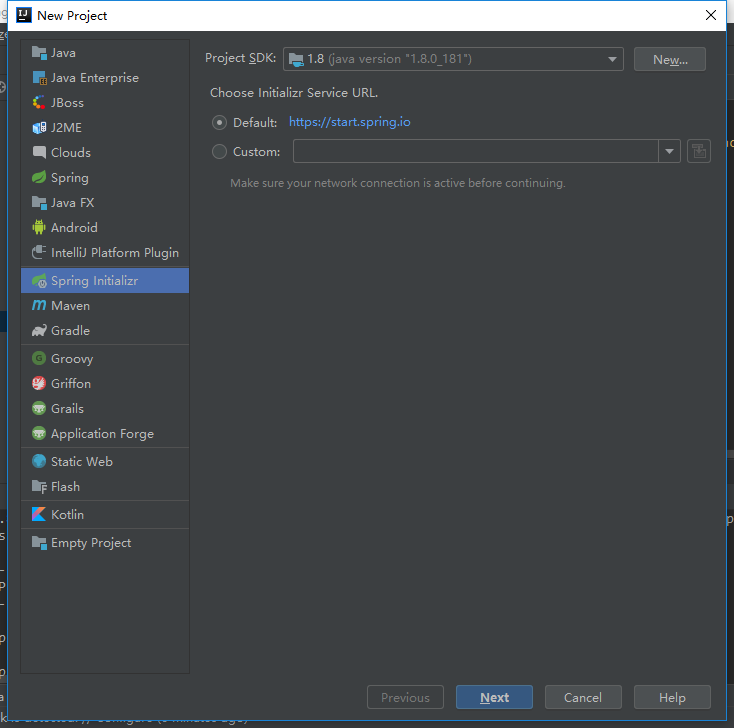 New Project
Java
Java Enterprise
JBoss
J2ME
Clouds
Spring
Java FX
Android
IntelliJ Platform Plugin
Spring Initializr
Maven
Gradle
Groovy
Griffon
Grails
Application Forge
Static Web
Flash
Kotlin
Empty Project
Project SDK: 1.8 (java version "1.8.0_181") New...
Choose Initializr Service URL.
Default: https://start.spring.io
Custom:
Make sure your network connection is active before continuing.
Previous Next Cancel Help